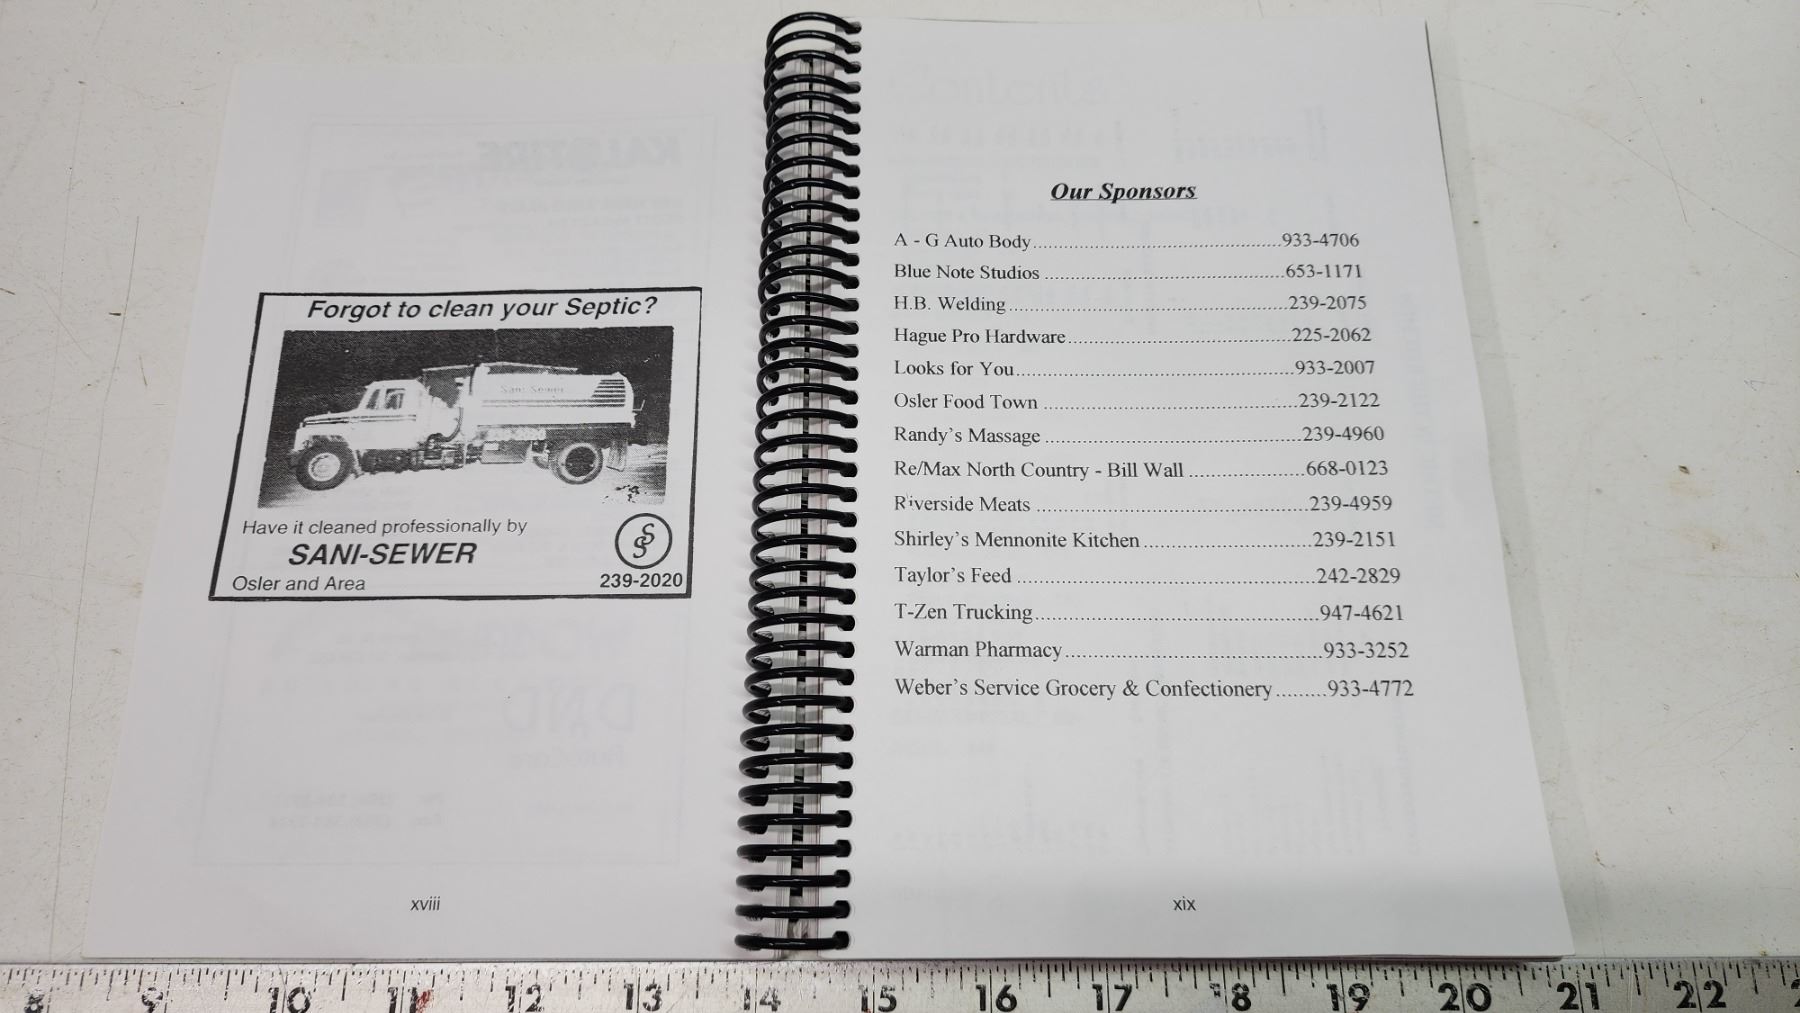 Forgot to clean your Septic?
Sani-Sewer
Have it cleaned professionally by
SANI-SEWER
Osler and Area
239-2020
xviii
Our Sponsors
A - G Auto Body..........................................933-4706
Blue Note Studios .........................................653-1171
H.B. Welding ................................................239-2075
Hague Pro Hardware......................................225-2062
Looks for You................................................933-2007
Osler Food Town ...........................................239-2122
Randy's Massage ...........................................239-4960
Re/Max North Country - Bill Wall ....................668-0123
Riverside Meats .............................................239-4959
Shirley's Mennonite Kitchen ............................239-2151
Taylor's Feed .................................................242-2829
T-Zen Trucking...............................................947-4621
Warman Pharmacy...........................................933-3252
Weber's Service Grocery & Confectionery.........933-4772
xix
8 9 10 11 12 13 14 15 16 17 18 19 20 21 22